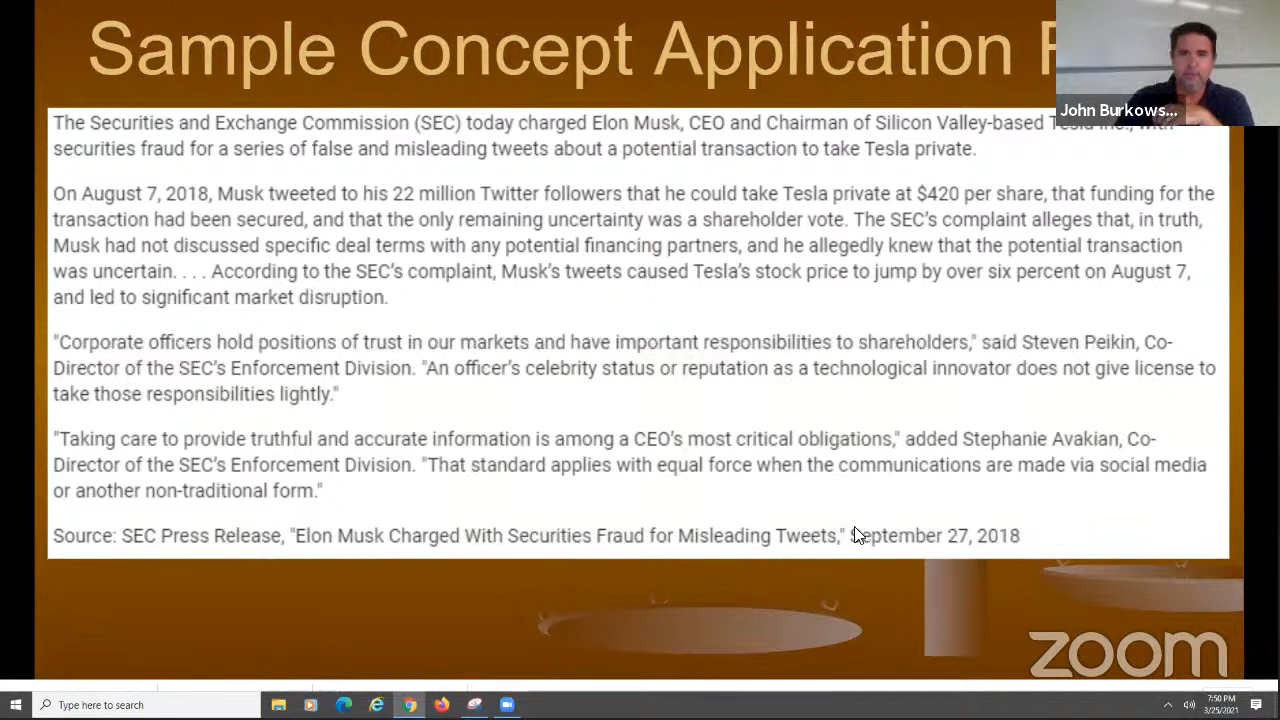 Sample Concept Application
John Burkows...
The Securities and Exchange Commission (SEC) today charged Elon Musk, CEO and Chairman of Silicon Valley-based Tesla Inc., with
securities fraud for a series of false and misleading tweets about a potential transaction to take Tesla private.
On August 7, 2018, Musk tweeted to his 22 million Twitter followers that he could take Tesla private at $420 per share, that funding for the
transaction had been secured, and that the only remaining uncertainty was a shareholder vote. The SEC's complaint alleges that, in truth,
Musk had not discussed specific deal terms with any potential financing partners, and he allegedly knew that the potential transaction
was uncertain. . . . According to the SEC's complaint, Musk's tweets caused Tesla's stock price to jump by over six percent on August 7,
and led to significant market disruption.
"Corporate officers hold positions of trust in our markets and have important responsibilities to shareholders," said Steven Peikin, Co-
Director of the SEC's Enforcement Division. "An officer's celebrity status or reputation as a technological innovator does not give license to
take those responsibilities lightly."
"Taking care to provide truthful and accurate information is among a CEO's most critical obligations," added Stephanie Avakian, Co-
Director of the SEC's Enforcement Division. "That standard applies with equal force when the communications are made via social media
or another non-traditional form."
Source: SEC Press Release, "Elon Musk Charged With Securities Fraud for Misleading Tweets," September 27, 2018
zoom
Type here to search
7:50 PM
3/25/2021